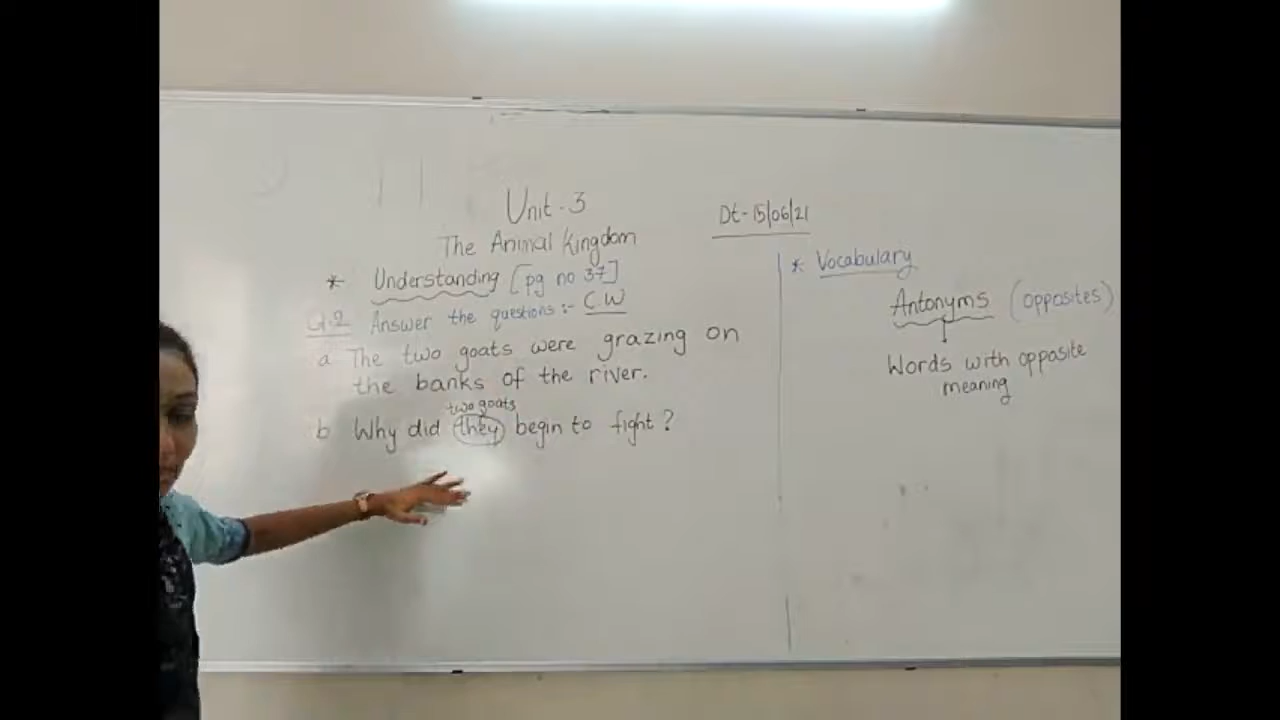 Unit - 3
Dt - 15/06/21
The Animal Kingdom
* Understanding [pg no 37]
Q.2 Answer the questions :- CW
a The two goats were grazing on
the banks of the river.
two goats
b Why did they begin to fight ?
* Vocabulary
Antonyms (opposites)
Words with opposite
meaning